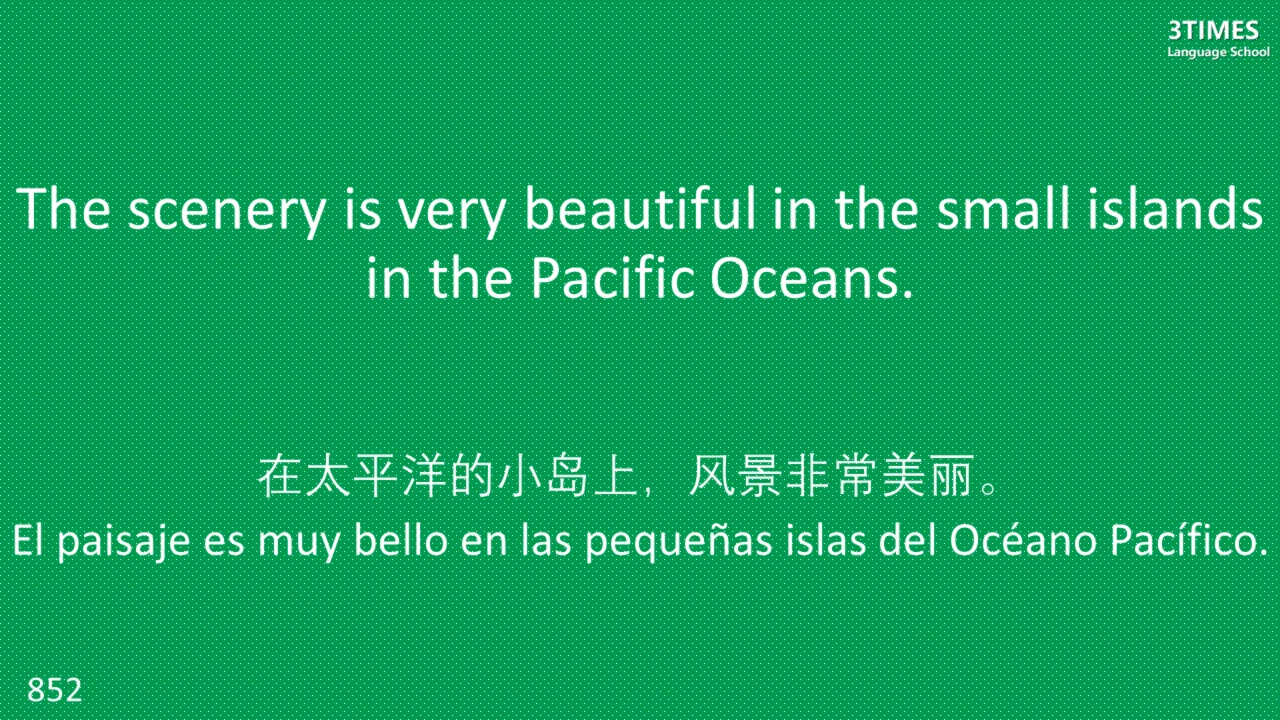 3TIMES
Language School
The scenery is very beautiful in the small islands
in the Pacific Oceans.
在太平洋的小岛上，风景非常美丽。
El paisaje es muy bello en las pequeñas islas del Océano Pacífico.
852